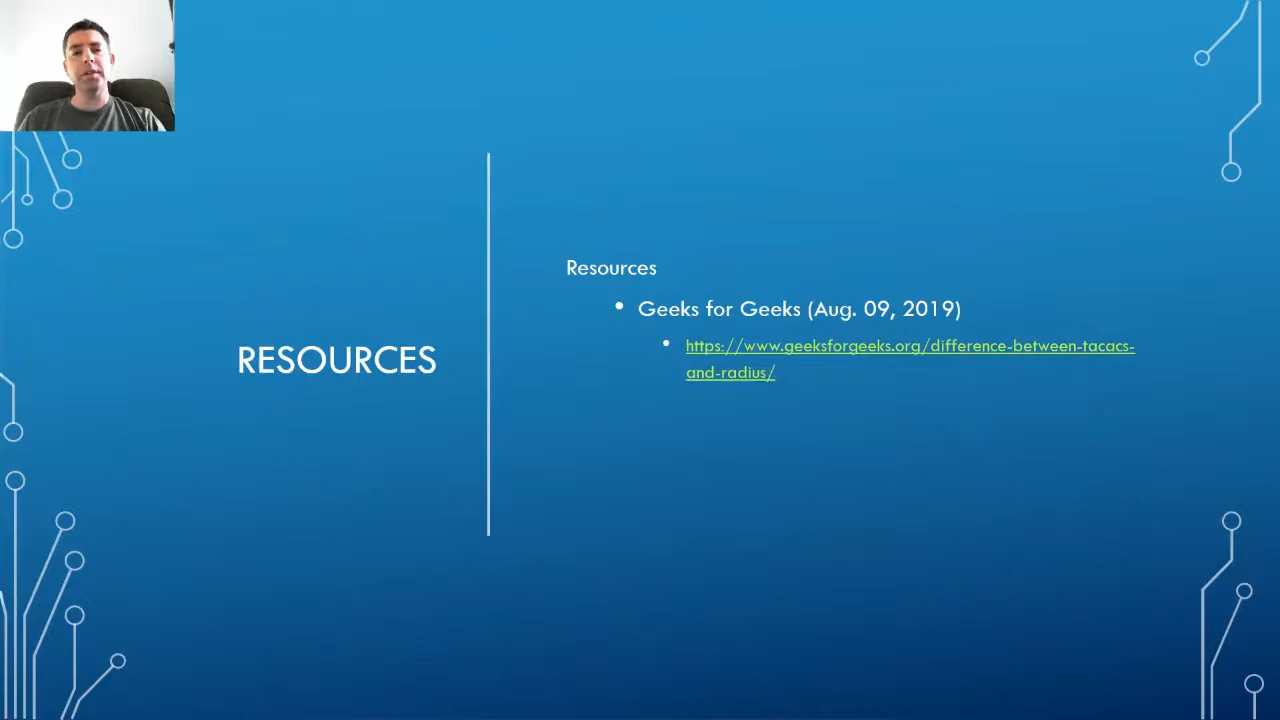 RESOURCES
Resources
• Geeks for Geeks (Aug. 09, 2019)
• https://www.geeksforgeeks.org/difference-between-tacacs-
and-radius/